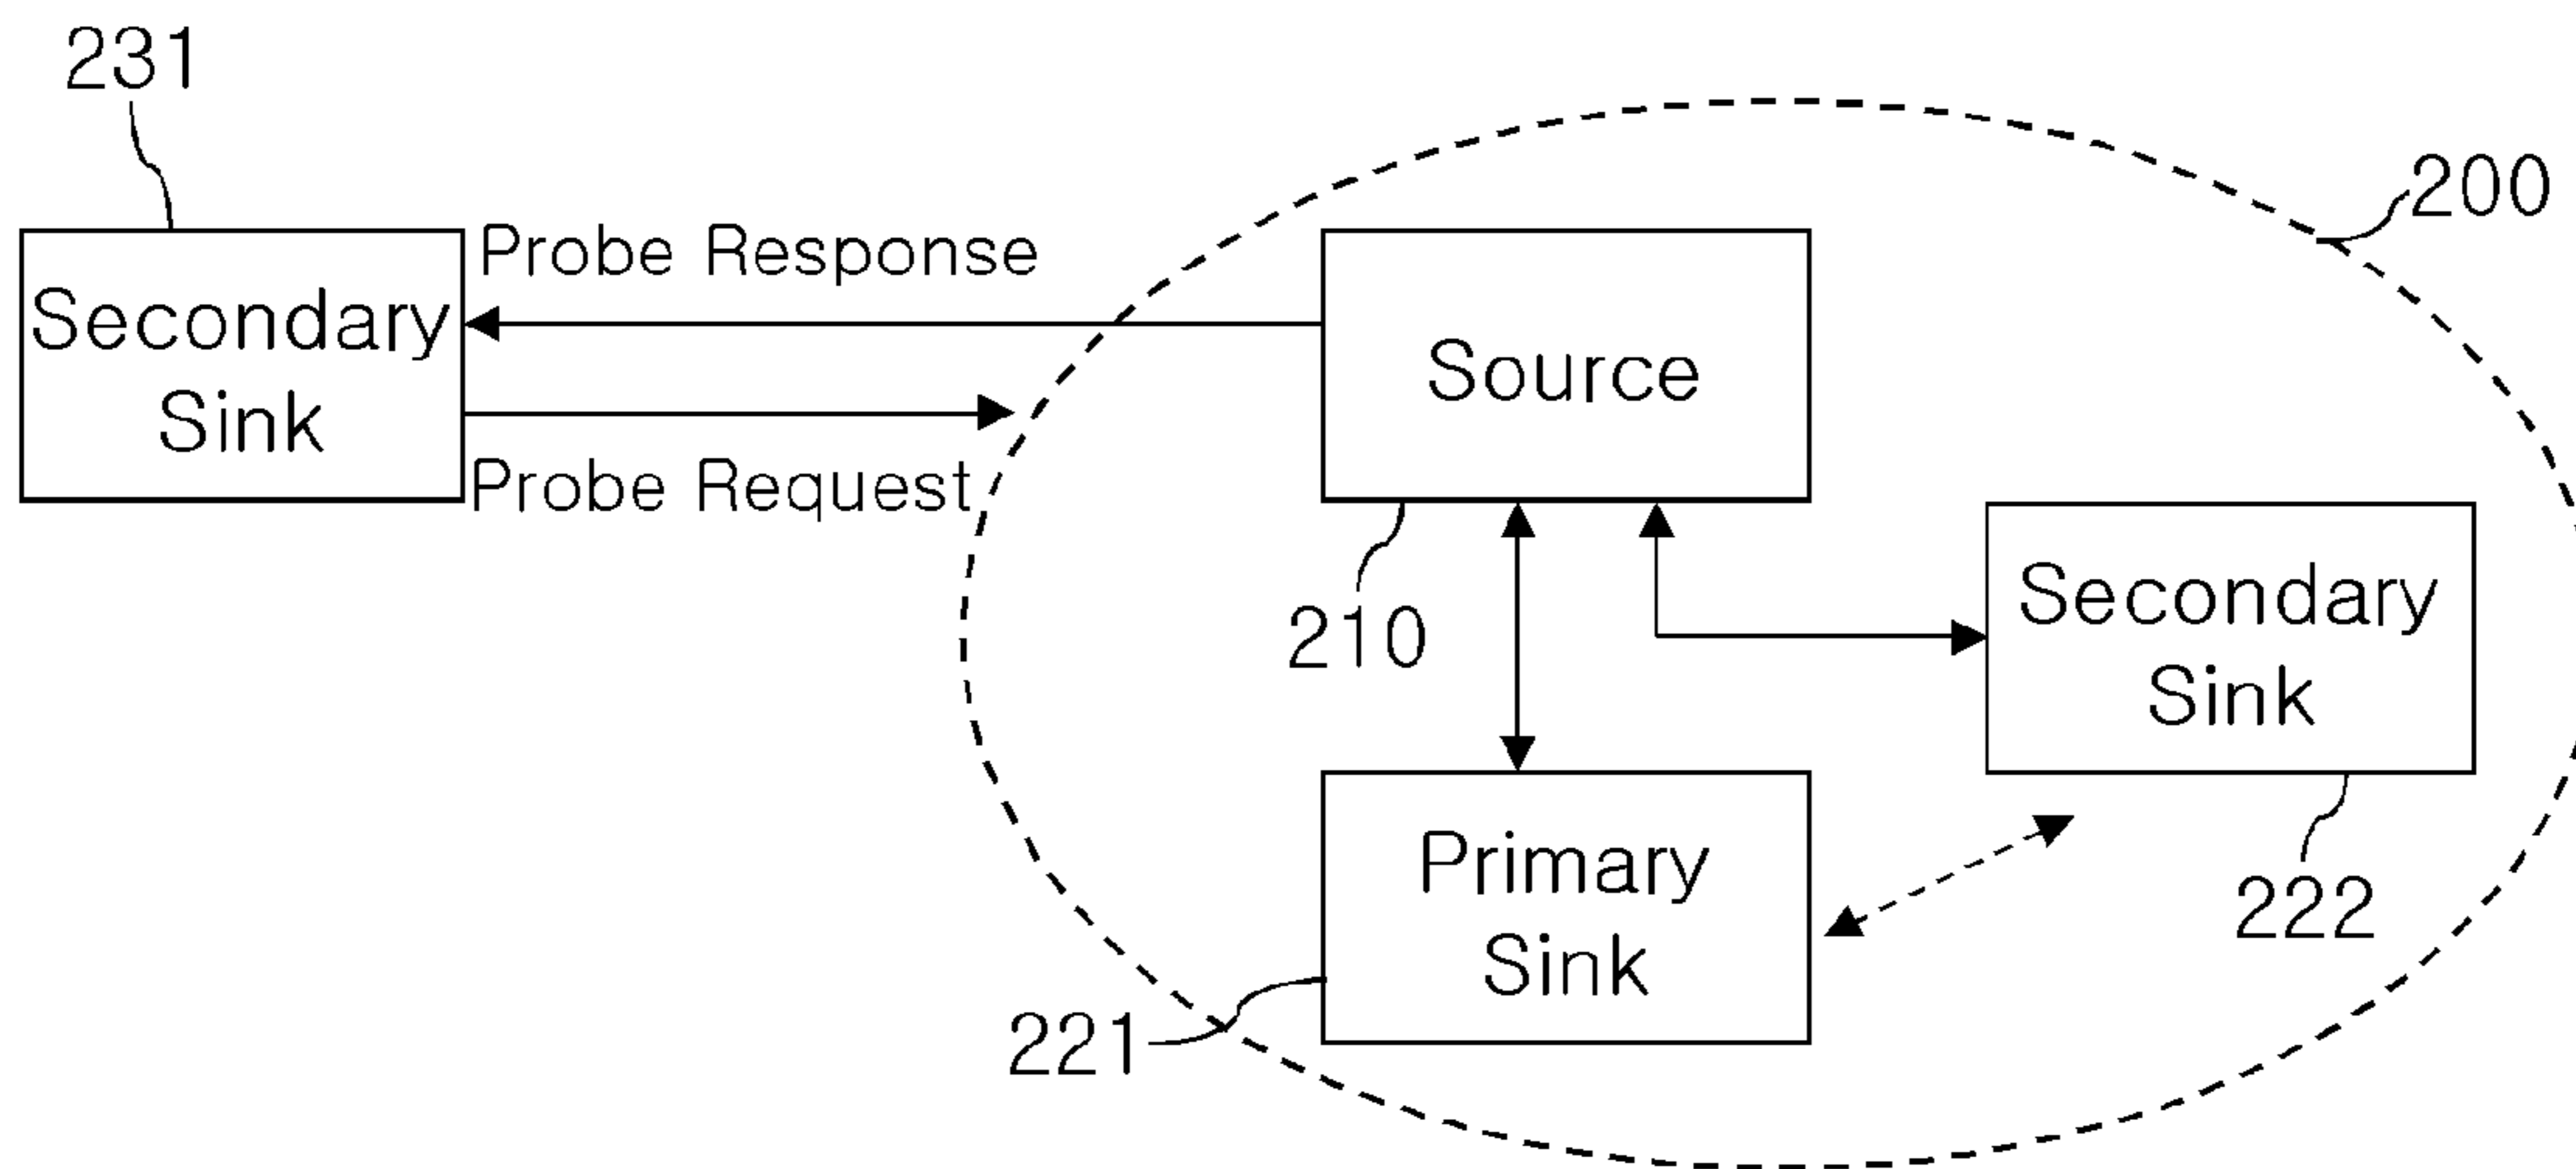 231
200
Probe Response
Secondary
Sink
Source
Probe Request
210
Secondary
Sink
Primary
Sink
222
221